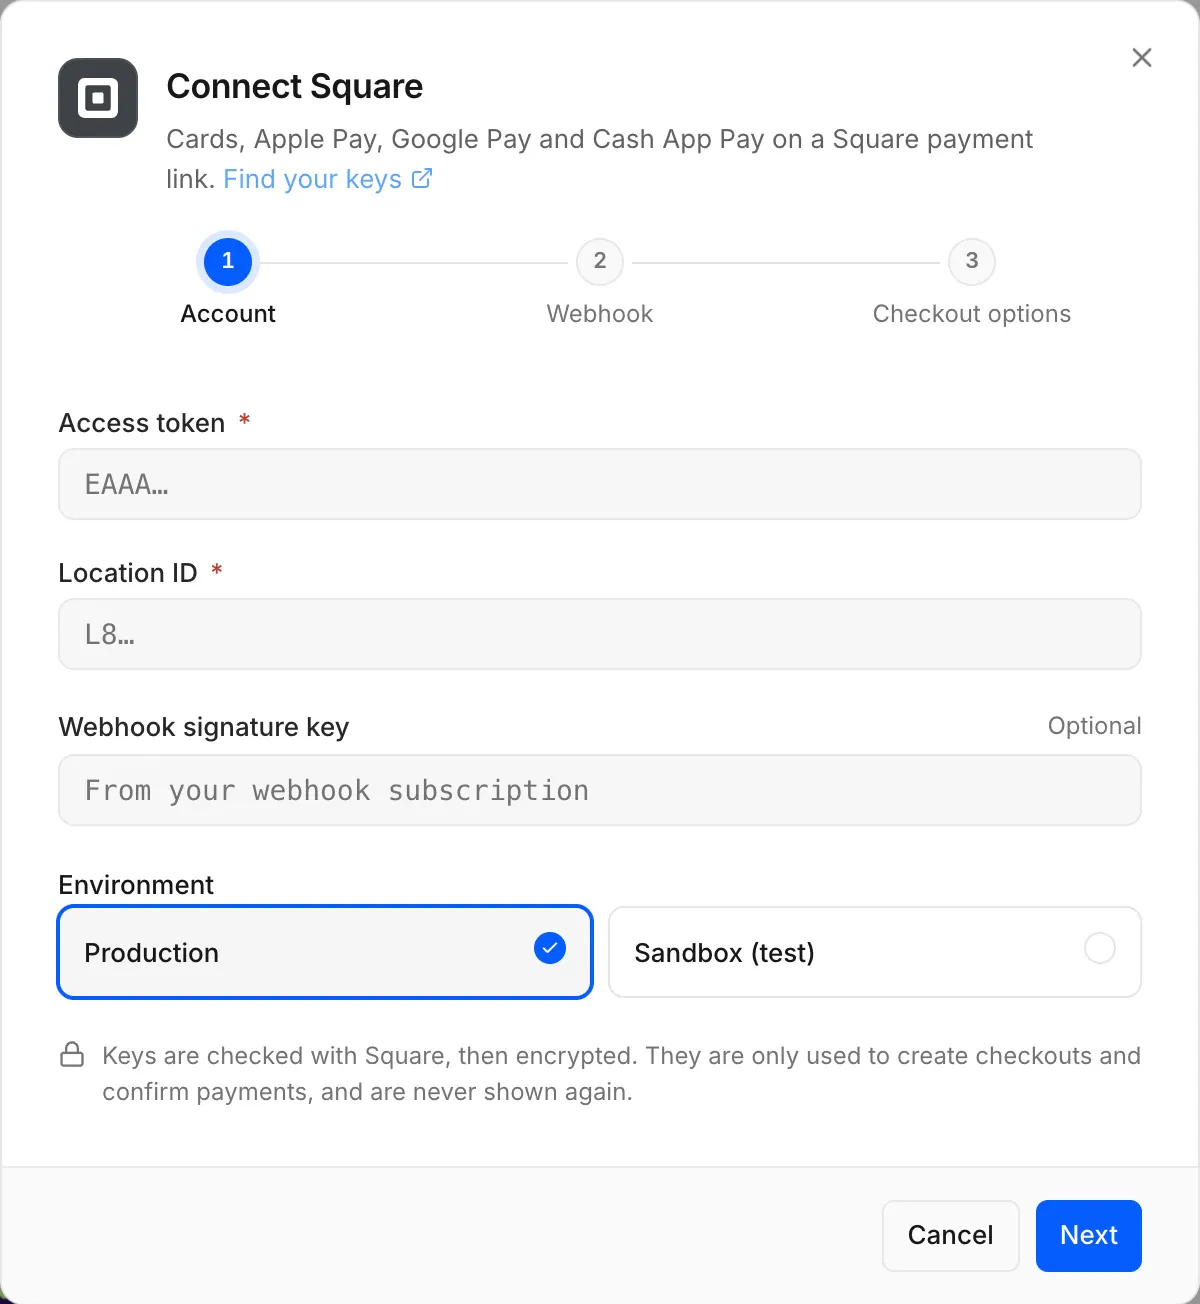 Connect Square
Cards, Apple Pay, Google Pay and Cash App Pay on a Square payment
link. Find your keys
1
2
3
Account
Webhook
Checkout options
Access token *
EAAA…
Location ID *
L8…
Webhook signature key
Optional
From your webhook subscription
Environment
Production
Sandbox (test)
Keys are checked with Square, then encrypted. They are only used to create checkouts and
confirm payments, and are never shown again.
Cancel
Next